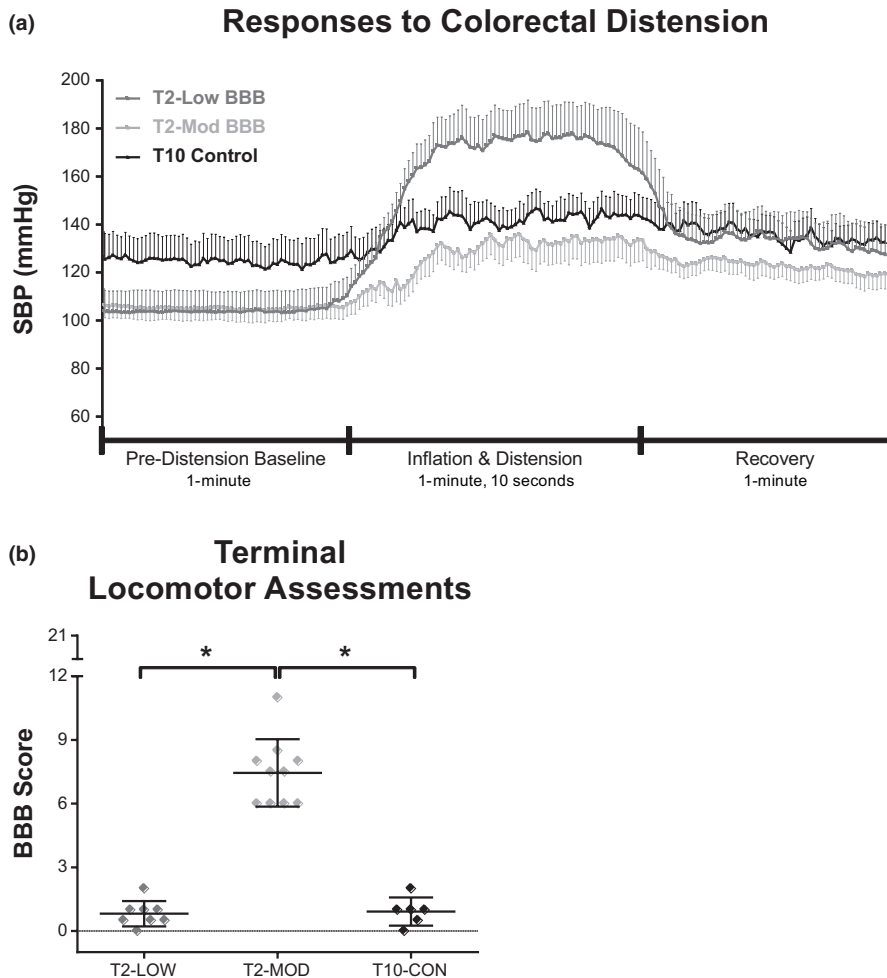 (a)
Responses to Colorectal Distension
200
180
160
140
120
100
80
60
SBP (mmHg)
T2-Low BBB
T2-Mod BBB
T10 Control
Pre-Distension Baseline
1-minute
Inflation & Distension
1-minute, 10 seconds
Recovery
1-minute
(b)
Terminal
Locomotor Assessments
21
12
9
6
3
0
BBB Score
*
*
T2-LOW
T2-MOD
T10-CON